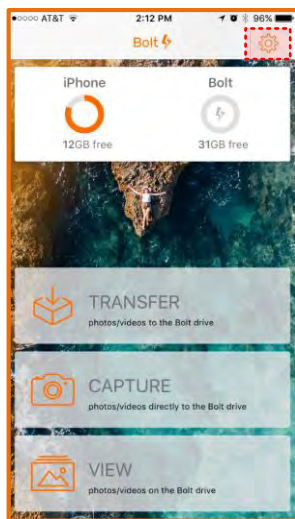 AT&T 2:12 PM 96%
Bolt
iPhone Bolt
12GB free 31GB free
TRANSFER
photos/videos to the Bolt drive
CAPTURE
photos/videos directly to the Bolt drive
VIEW
photos/videos on the Bolt drive